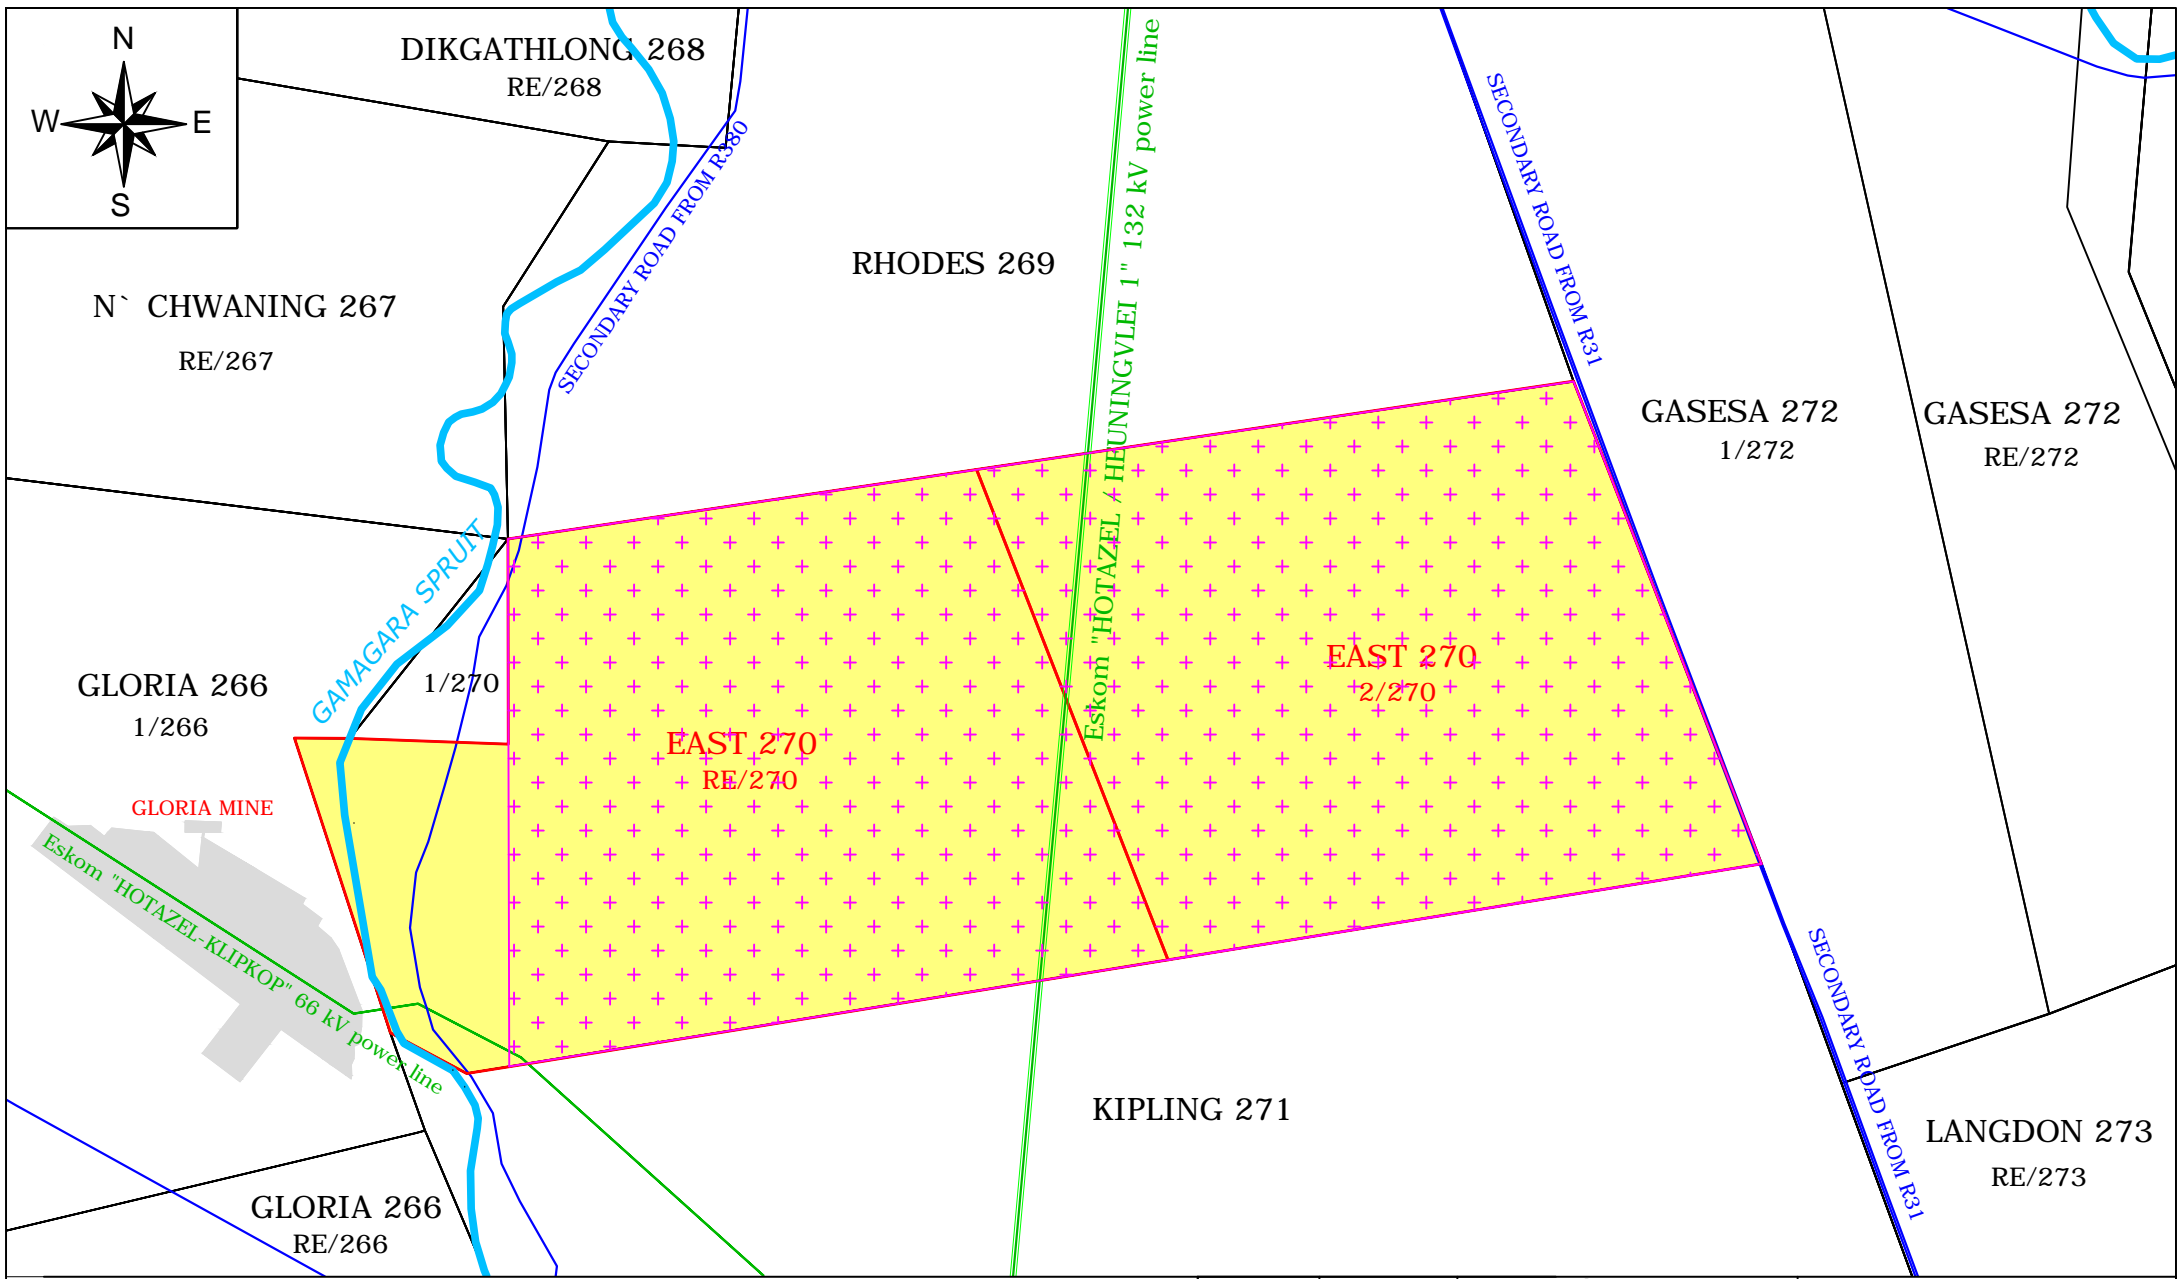 N
W E
S
DIKGATHLONG 268
RE/268
SECONDARY ROAD FROM R380
Eskom "HOTAZEL / HEUNINGVLEI 1" 132 kV power line
SECONDARY ROAD FROM R31
RHODES 269
N` CHWANING 267
RE/267
GASESA 272
1/272
GASESA 272
RE/272
GAMAGARA SPRUIT
GLORIA 266
1/266
1/270
EAST 270
2/270
EAST 270
RE/270
GLORIA MINE
Eskom "HOTAZEL-KLIPKOP" 66 kV power line
SECONDARY ROAD FROM R31
KIPLING 271
LANGDON 273
RE/273
GLORIA 266
RE/266